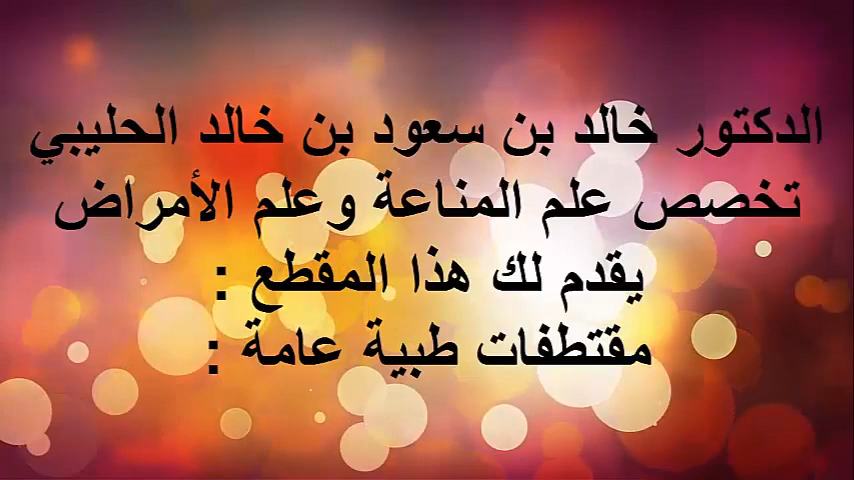 الدكتور خالد بن سعود بن خالد الحليبي
تخصص علم المناعة وعلم الأمراض
يقدم لك هذا المقطع :
مقتطفات طبية عامة :